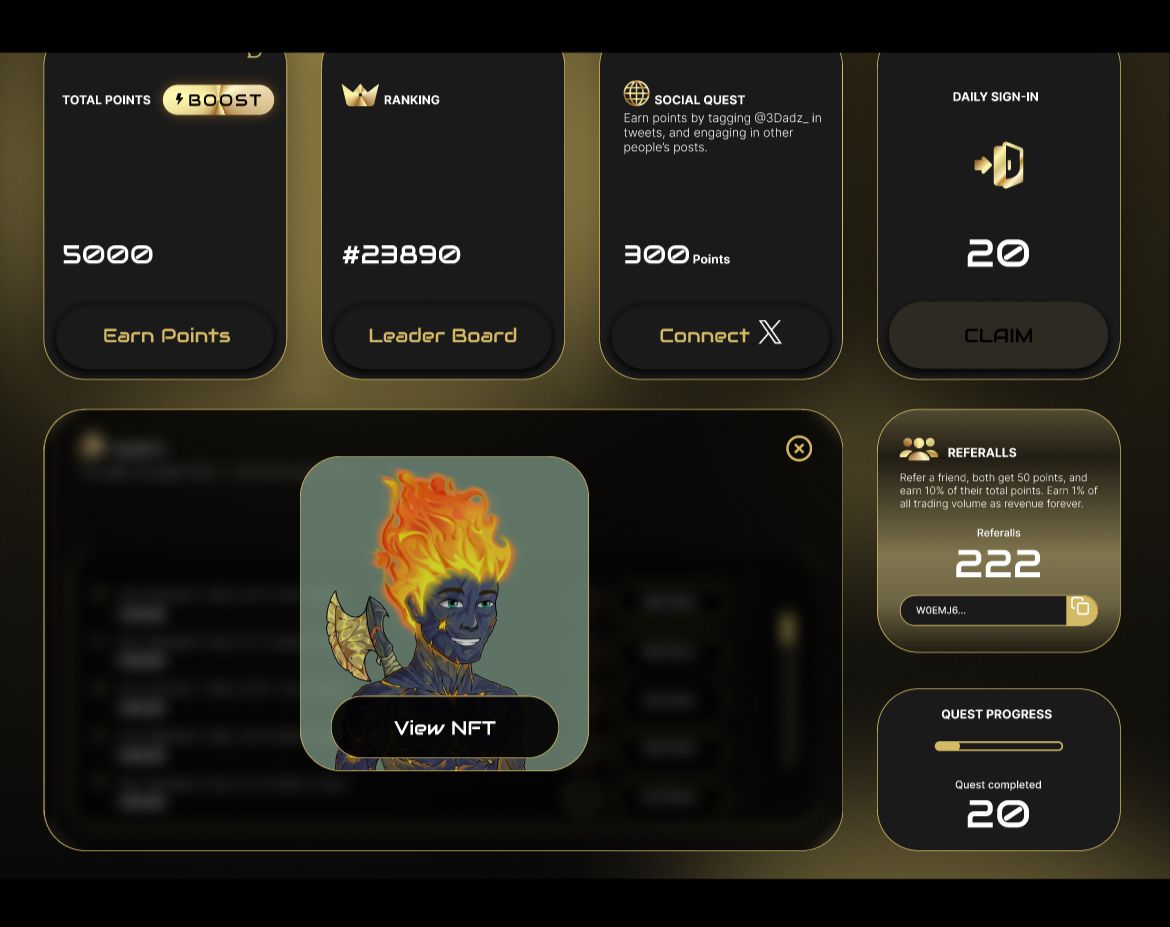 TOTAL POINTS
BOOST
5000
Earn Points
RANKING
#23890
Leader Board
SOCIAL QUEST
Earn points by tagging @3Dadz_ in
tweets, and engaging in other
people's posts.
300 Points
Connect X
DAILY SIGN-IN
20
CLAIM
View NFT
REFERALLS
Refer a friend, both get 50 points, and
earn 10% of their total points. Earn 1% of
all trading volume as revenue forever.
Referalls
222
W0EMJ6...
QUEST PROGRESS
Quest completed
20